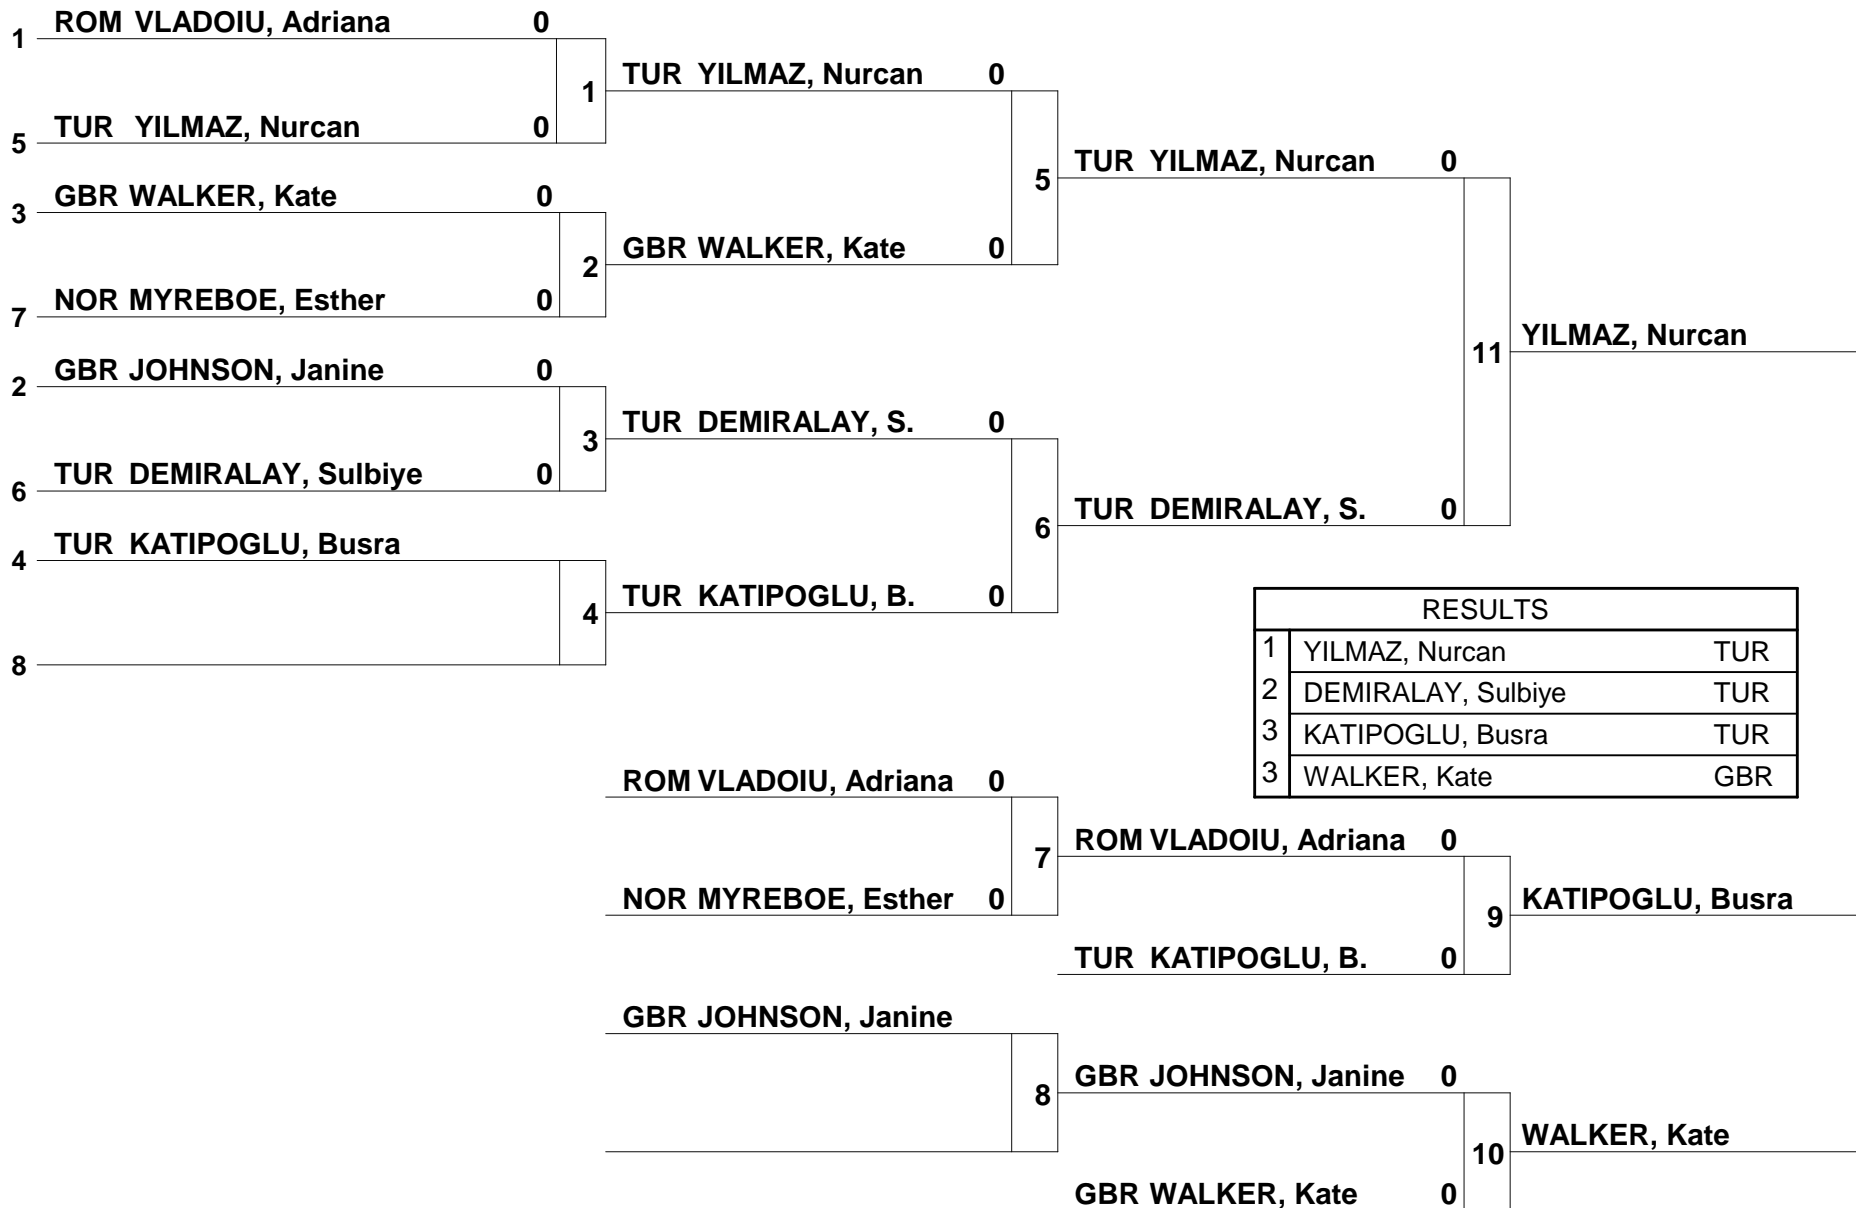 1 ROM VLADOIU, Adriana 0
1 TUR YILMAZ, Nurcan 0
5 TUR YILMAZ, Nurcan 0
5 TUR YILMAZ, Nurcan 0
3 GBR WALKER, Kate 0
2 GBR WALKER, Kate 0
7 NOR MYREBOE, Esther 0
11 YILMAZ, Nurcan
2 GBR JOHNSON, Janine 0
3 TUR DEMIRALAY, S. 0
6 TUR DEMIRALAY, Sulbiye 0
6 TUR DEMIRALAY, S. 0
4 TUR KATIPOGLU, Busra
4 TUR KATIPOGLU, B. 0
8
RESULTS
1 YILMAZ, Nurcan TUR
2 DEMIRALAY, Sulbiye TUR
3 KATIPOGLU, Busra TUR
3 WALKER, Kate GBR
ROM VLADOIU, Adriana 0
7 ROM VLADOIU, Adriana 0
NOR MYREBOE, Esther 0
9 KATIPOGLU, Busra
TUR KATIPOGLU, B. 0
GBR JOHNSON, Janine
8 GBR JOHNSON, Janine 0
10 WALKER, Kate
GBR WALKER, Kate 0